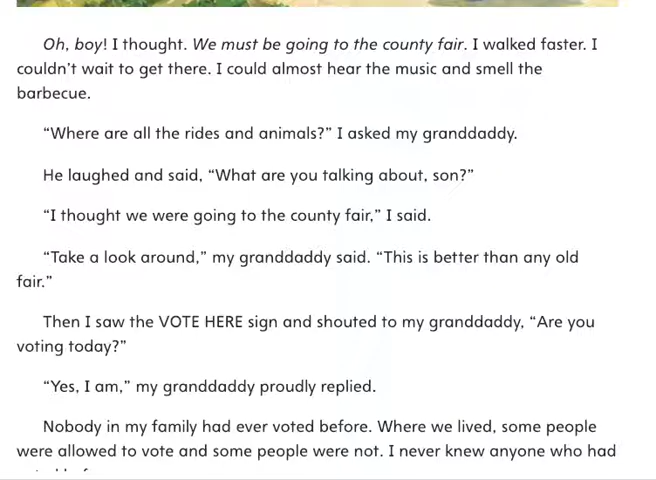 Oh, boy! I thought. We must be going to the county fair. I walked faster. I
couldn’t wait to get there. I could almost hear the music and smell the
barbecue.
“Where are all the rides and animals?” I asked my granddaddy.
He laughed and said, “What are you talking about, son?”
“I thought we were going to the county fair,” I said.
“Take a look around,” my granddaddy said. “This is better than any old
fair.”
Then I saw the VOTE HERE sign and shouted to my granddaddy, “Are you
voting today?”
“Yes, I am,” my granddaddy proudly replied.
Nobody in my family had ever voted before. Where we lived, some people
were allowed to vote and some people were not. I never knew anyone who had